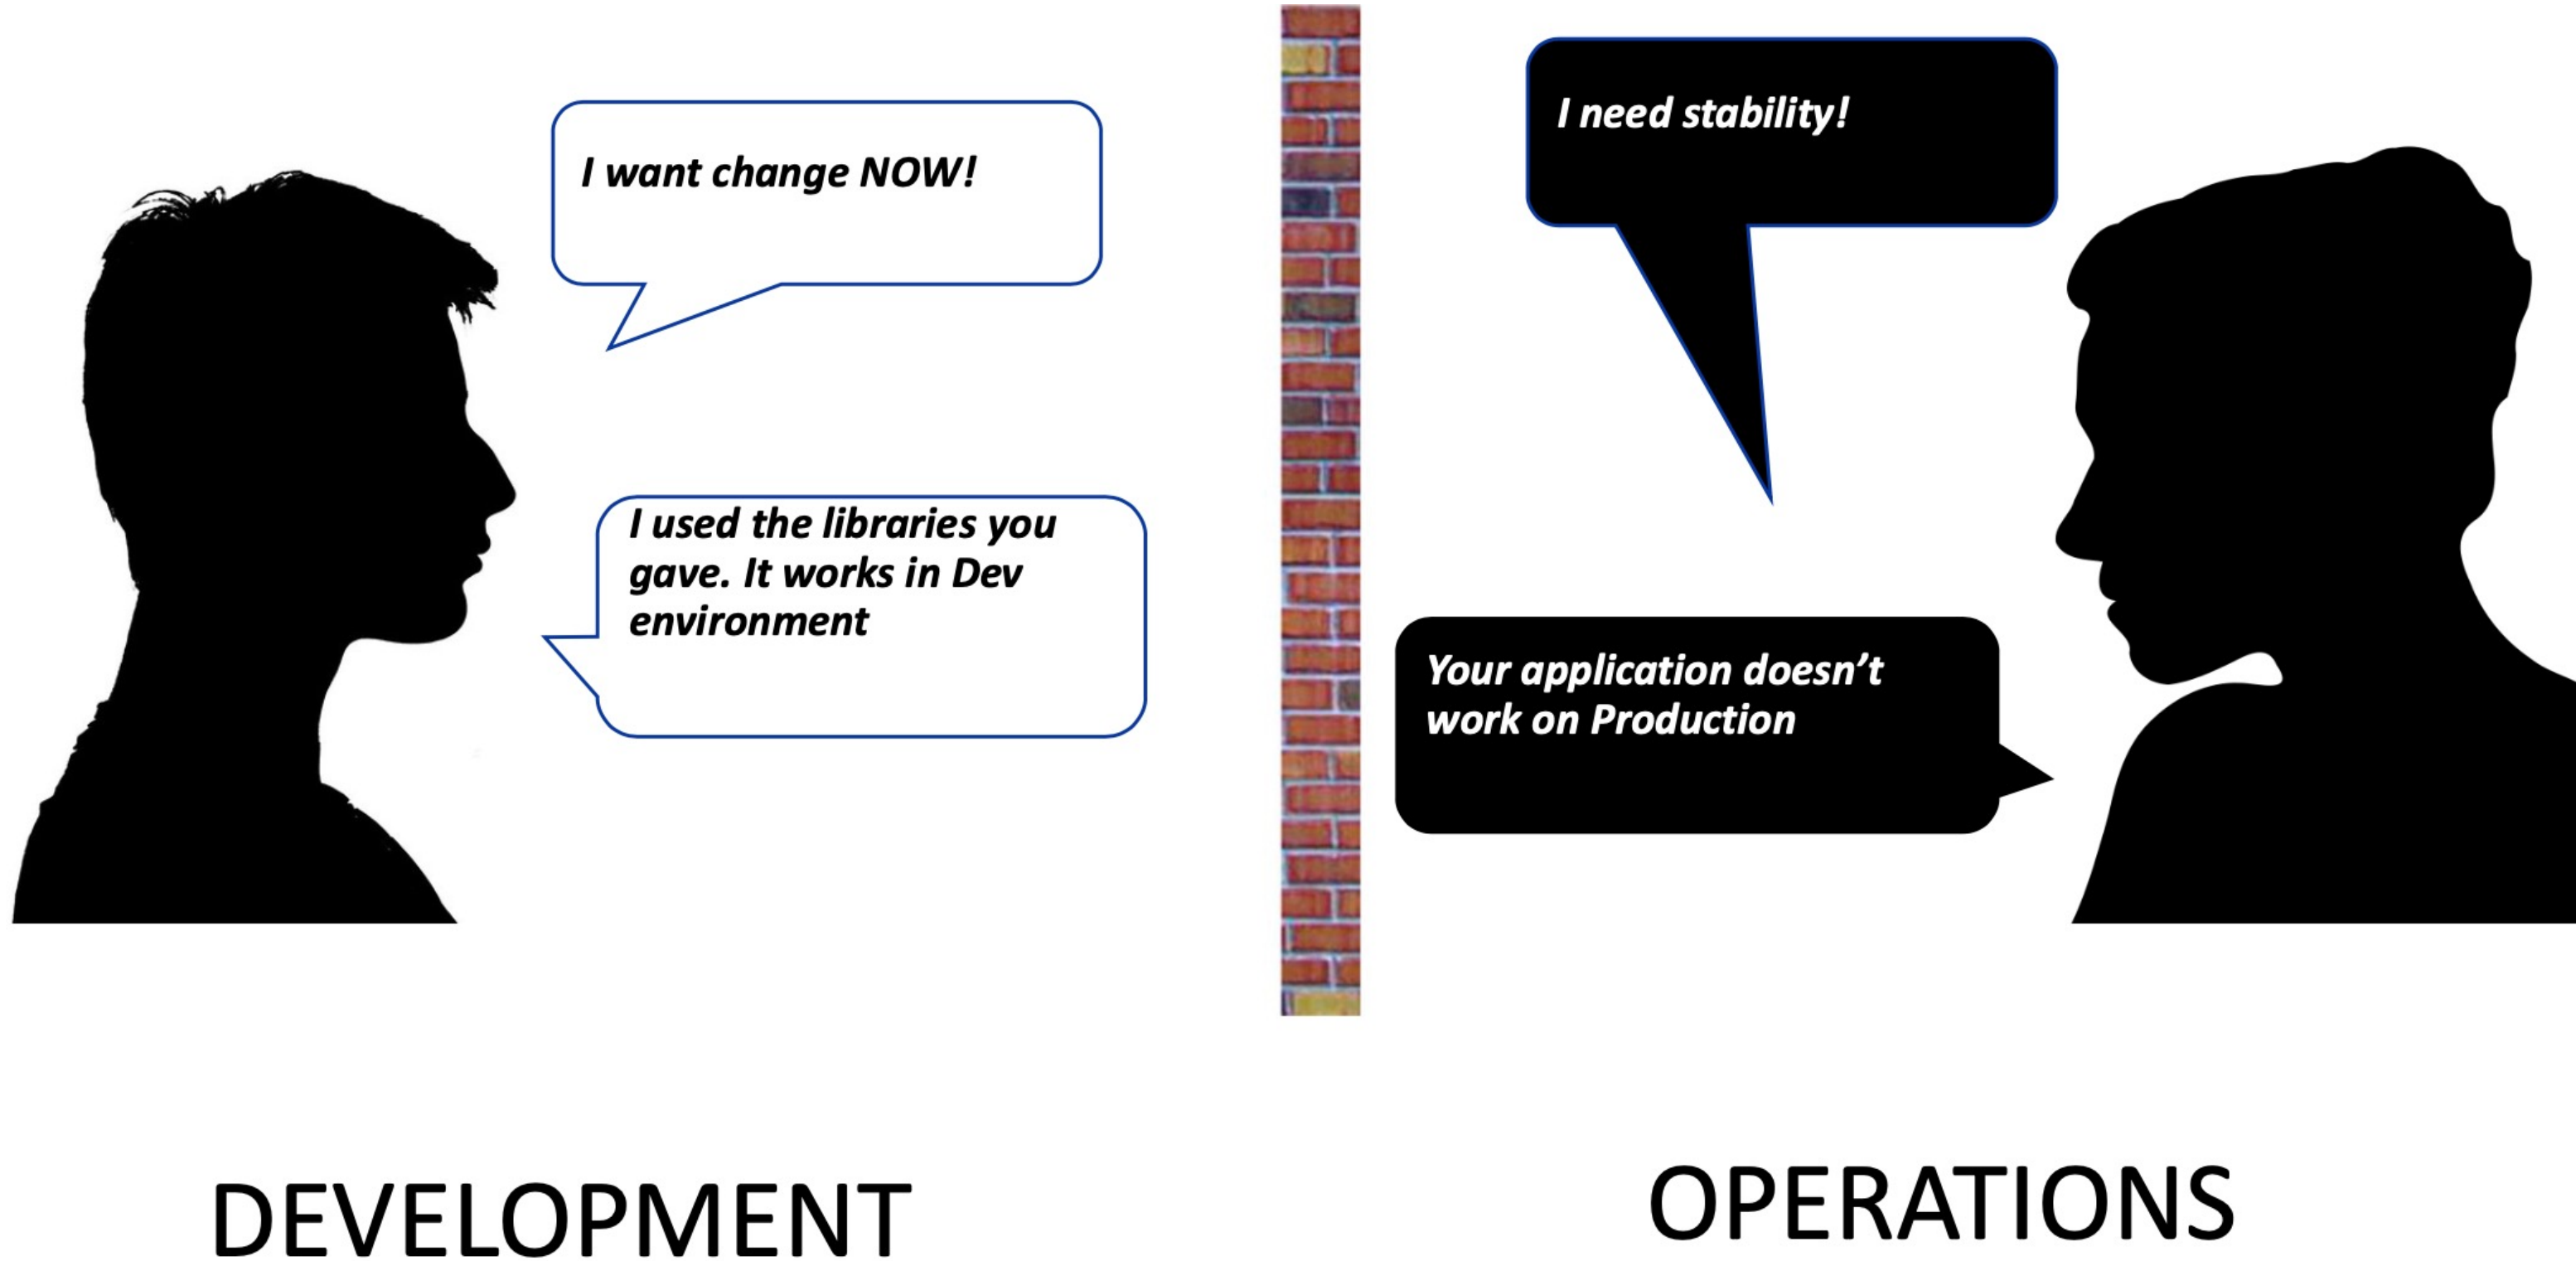 I want change NOW!
I used the libraries you
gave. It works in Dev
environment
I need stability!
Your application doesn’t
work on Production
DEVELOPMENT
OPERATIONS